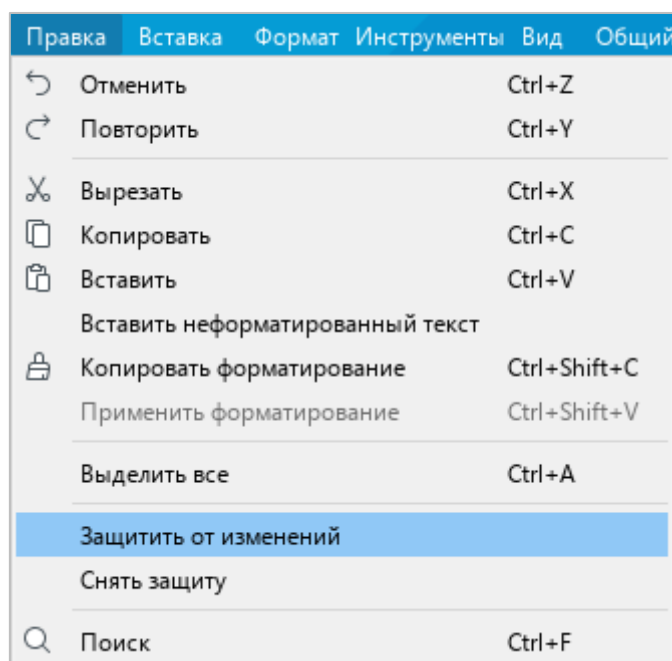 Правка Вставка Формат Инструменты Вид Общий
Отменить Ctrl+Z
Повторить Ctrl+Y
Вырезать Ctrl+X
Копировать Ctrl+C
Вставить Ctrl+V
Вставить неформатированный текст
Копировать форматирование Ctrl+Shift+C
Применить форматирование Ctrl+Shift+V
Выделить все Ctrl+A
Защитить от изменений
Снять защиту
Поиск Ctrl+F